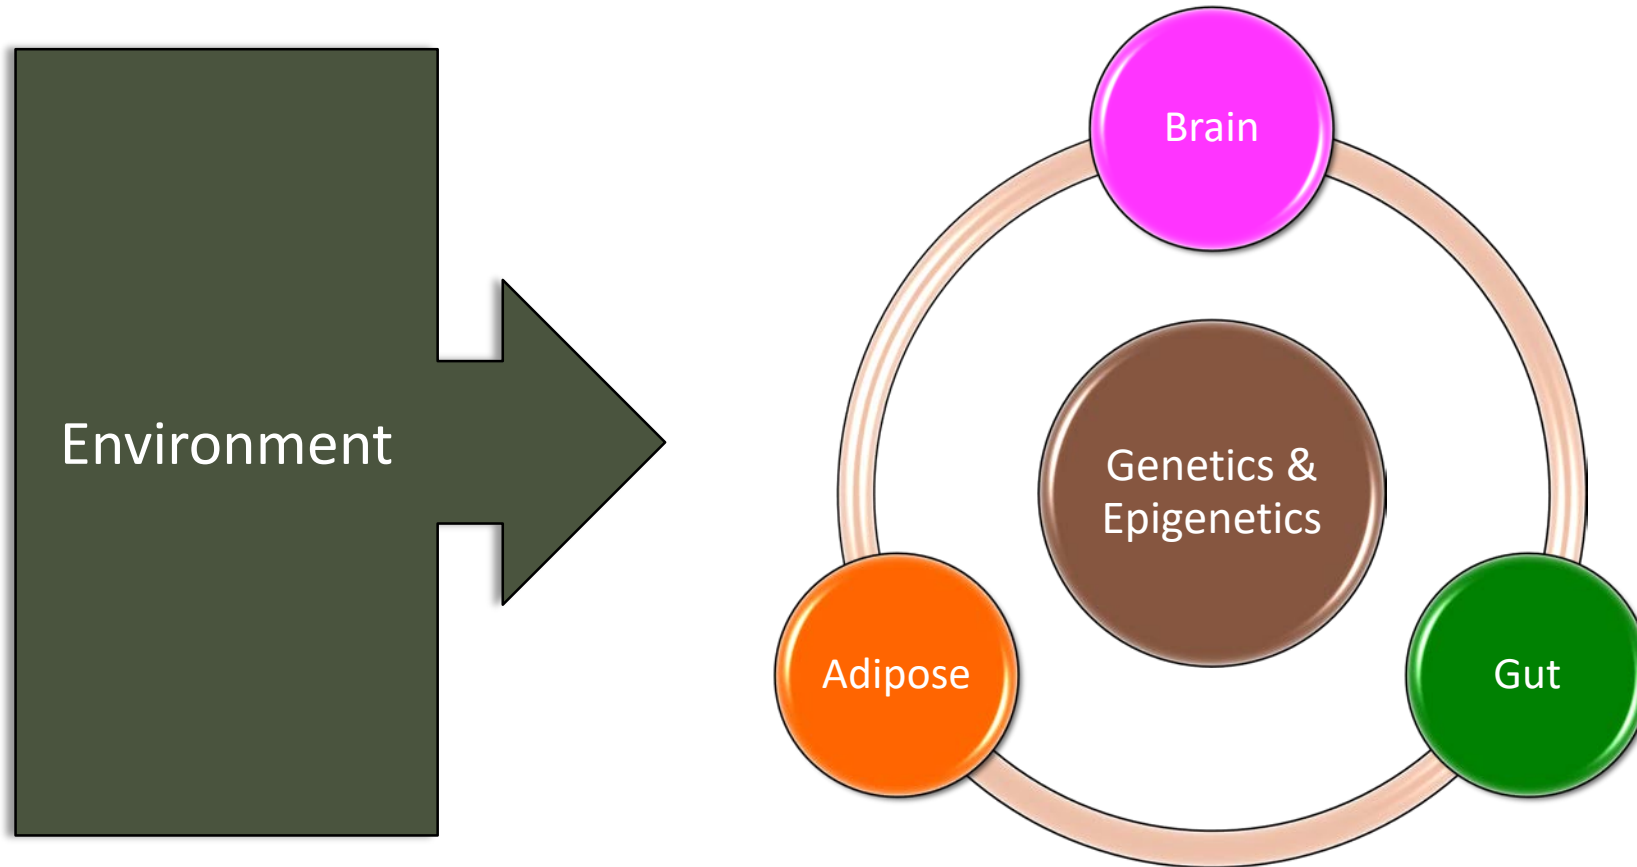 Environment
Brain
Genetics &
Epigenetics
Adipose
Gut